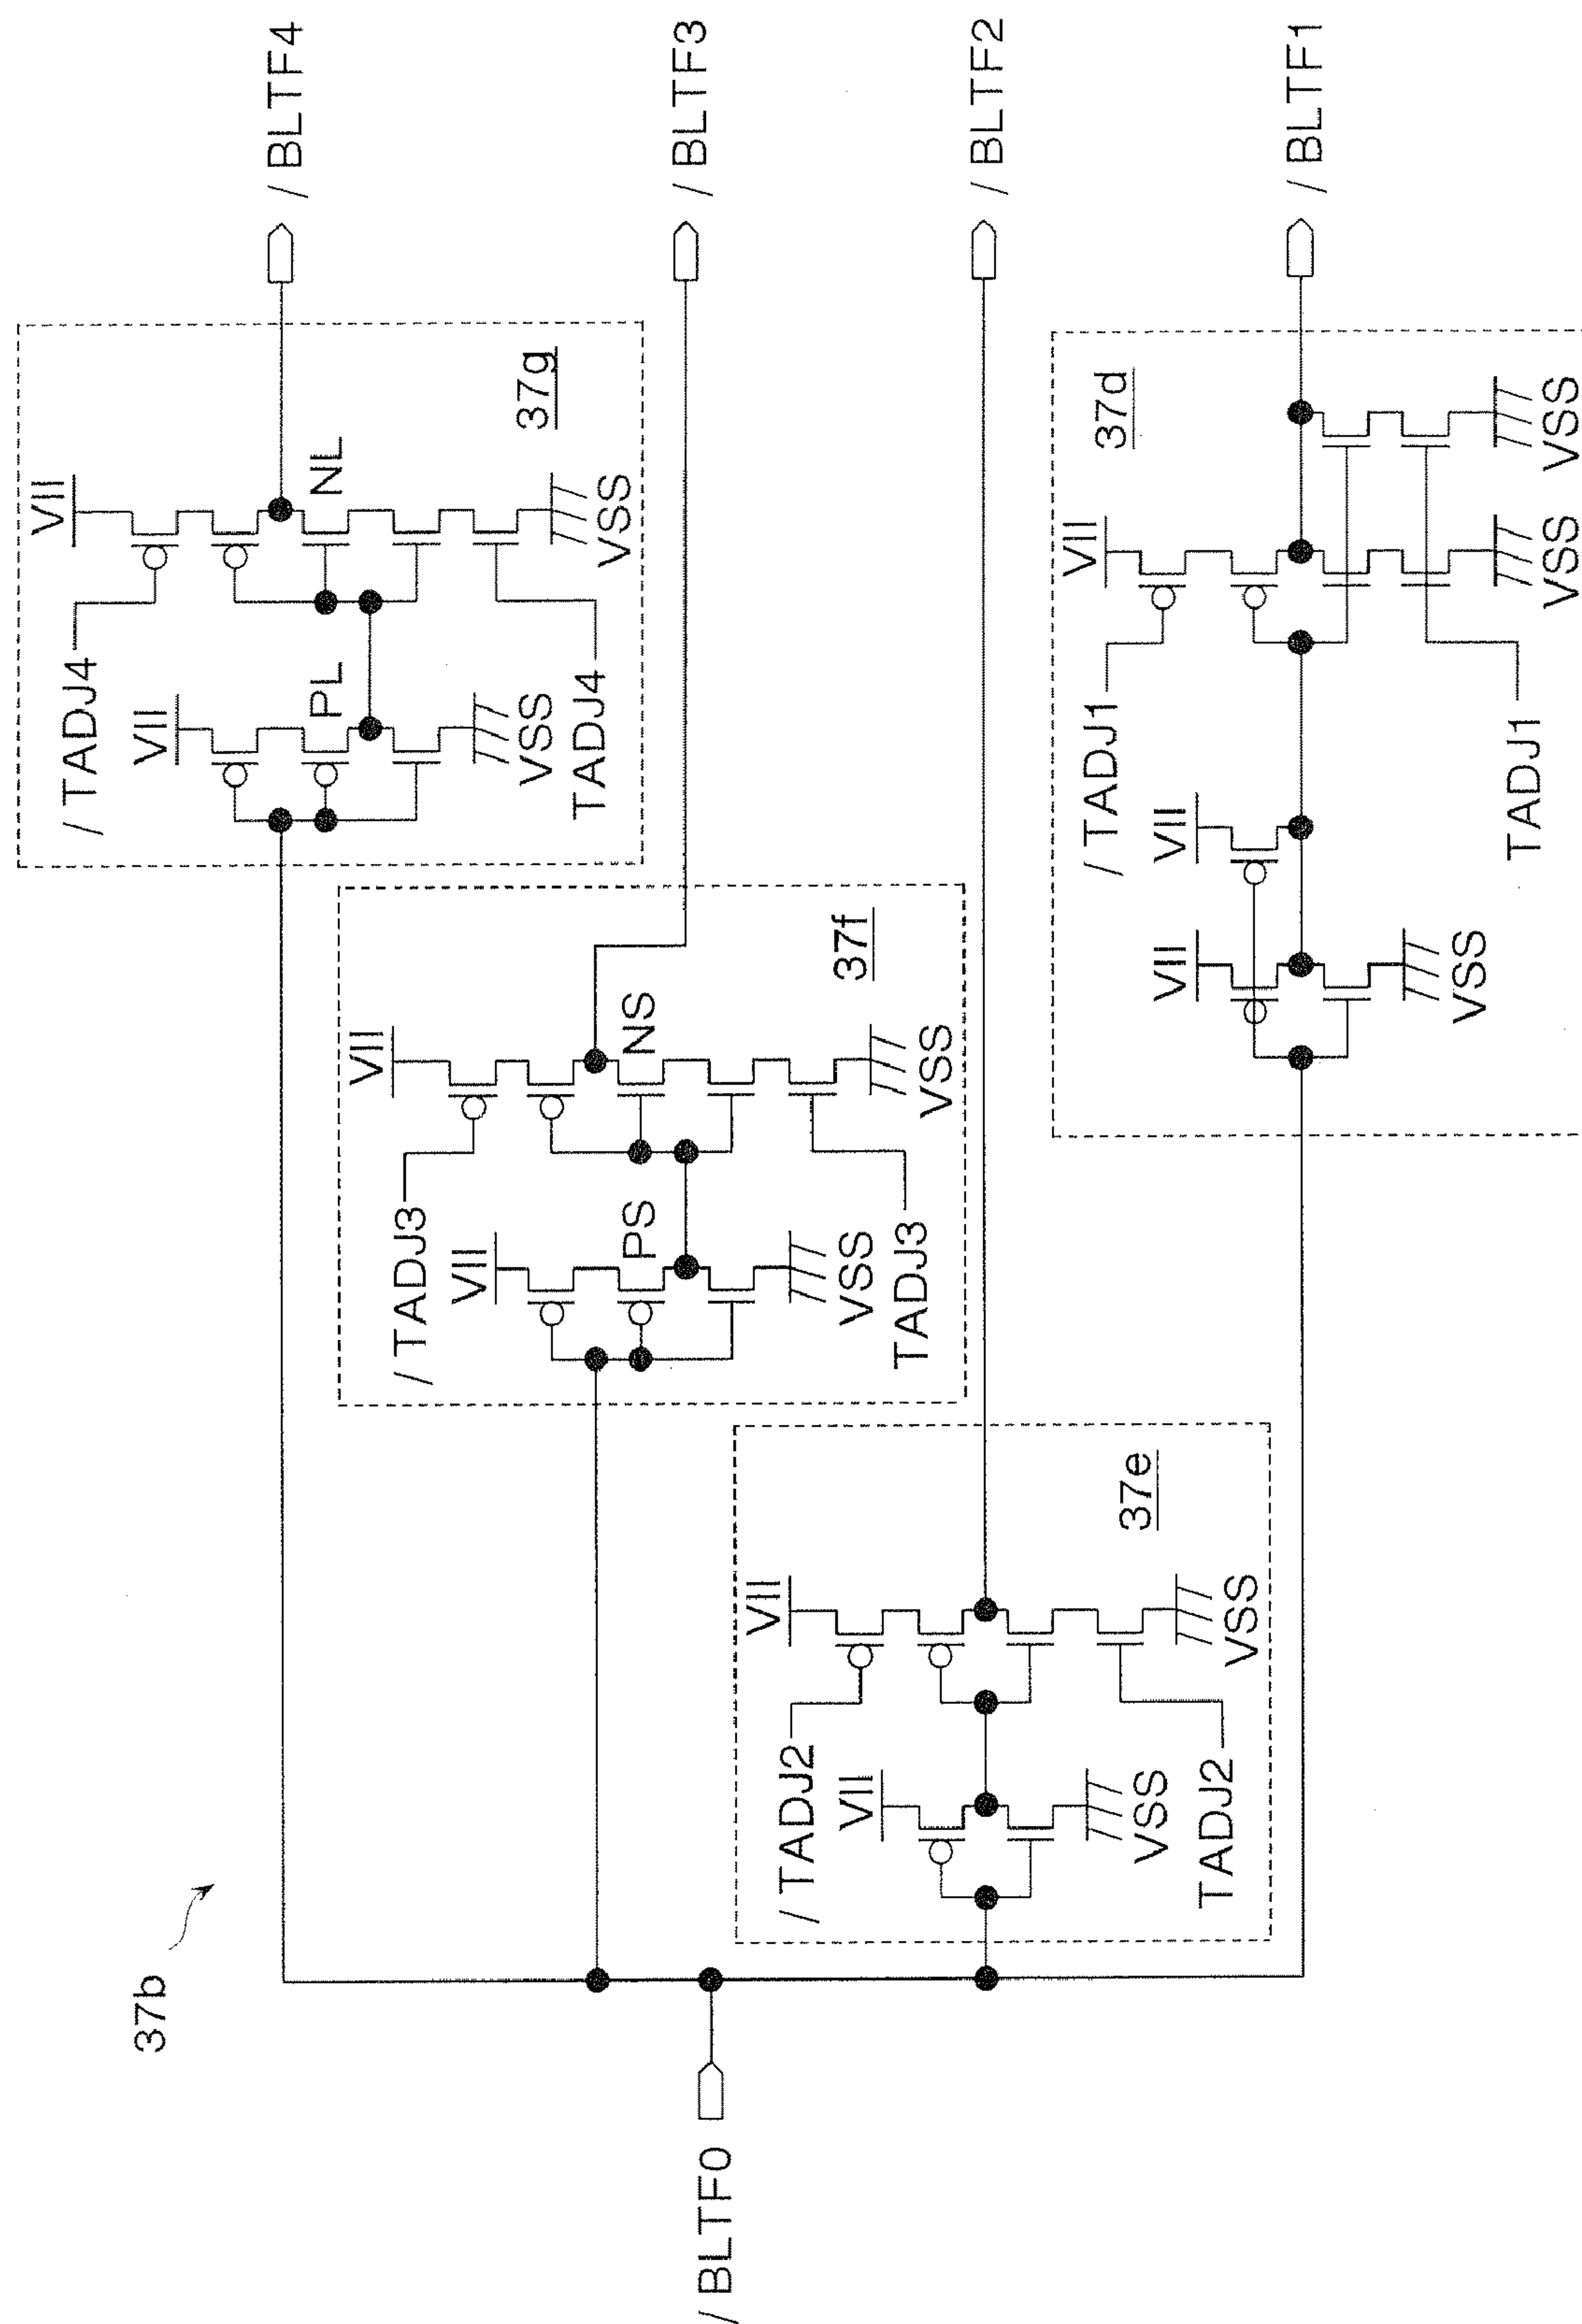 37b
/ BLTF0
/ TADJ4
VII
VII
PL
NL
VSS
VSS
TADJ4
37g
/ BLTF4
/ TADJ3
VII
VII
PS
NS
VSS
VSS
TADJ3
37f
/ BLTF3
/ TADJ2
VII
VII
VSS
VSS
TADJ2
37e
/ BLTF2
/ TADJ1
VII
VII
VII
VSS
VSS
VSS
TADJ1
37d
/ BLTF1